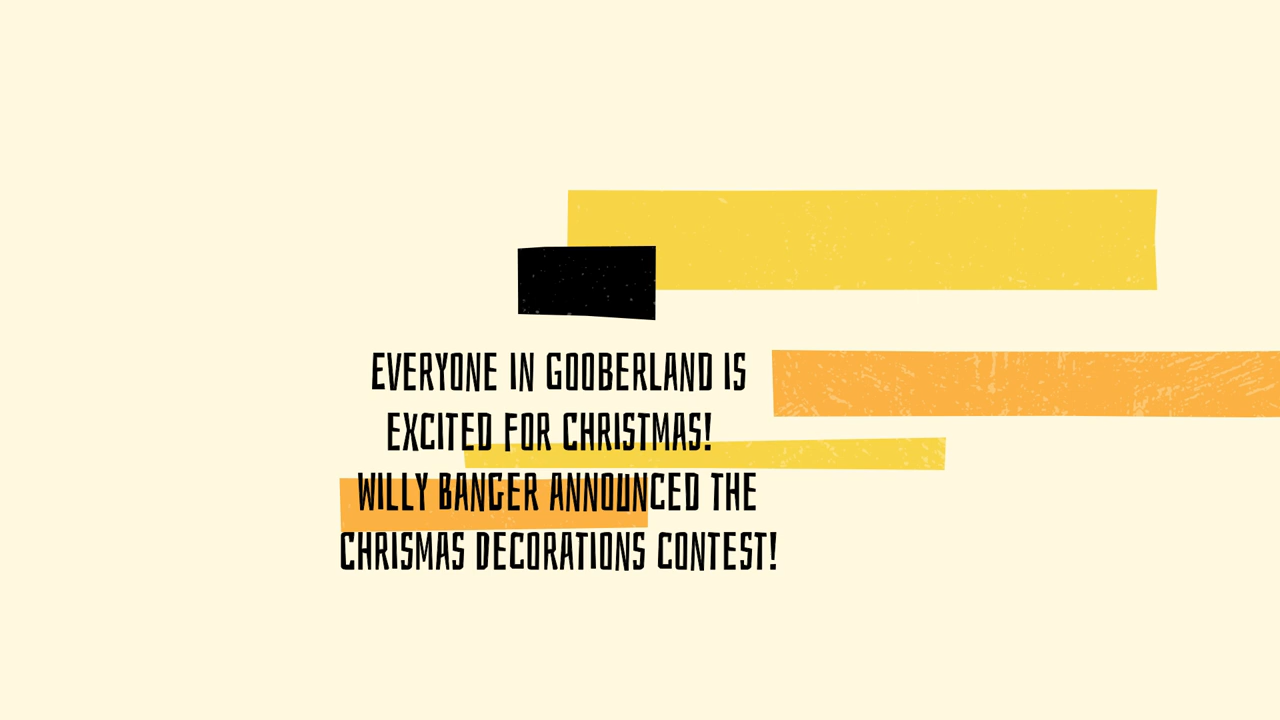 EVERYONE IN GOOBERLAND IS
EXCITED FOR CHRISTMAS!
WILLY BANGER ANNOUNCED THE
CHRISMAS DECORATIONS CONTEST!